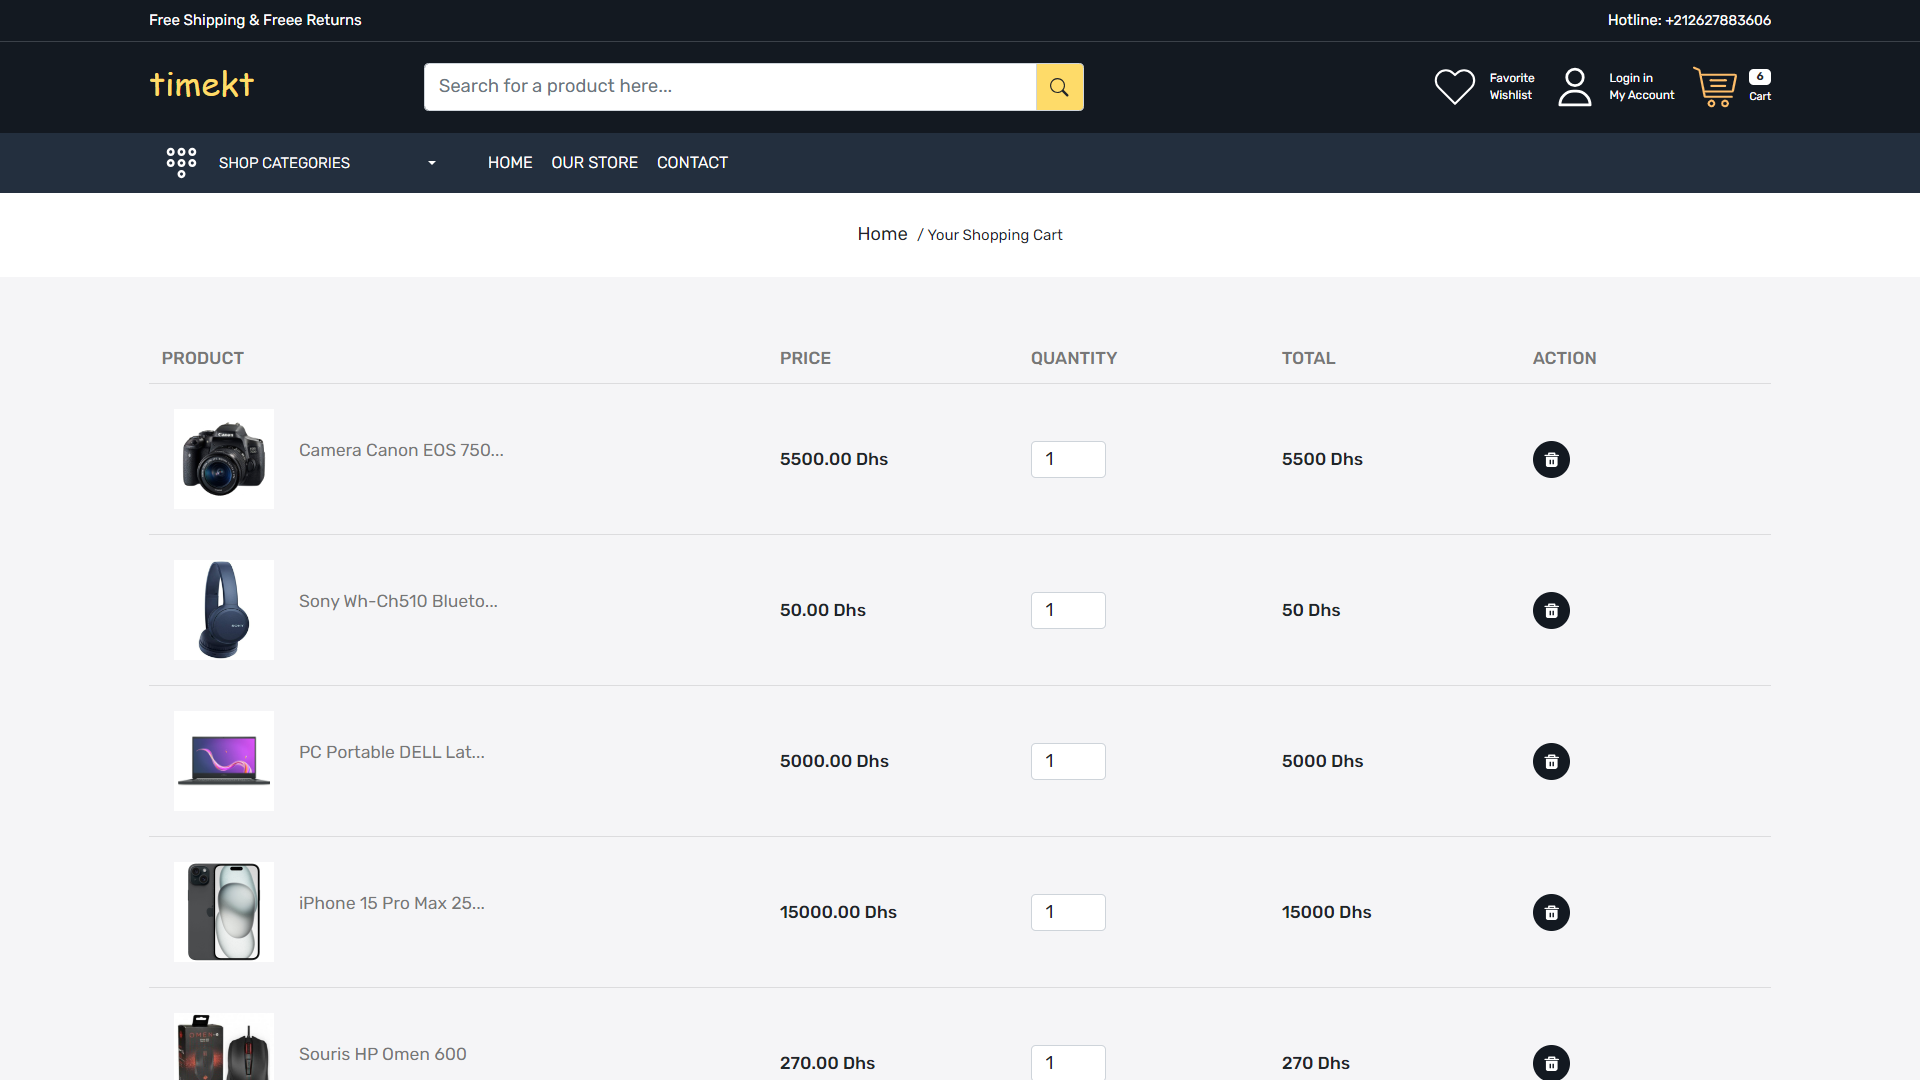 Free Shipping & Freee Returns
Hotline: +212627883606
timekt
Search for a product here...
Favorite
Wishlist
Login in
My Account
6
Cart
SHOP CATEGORIES
HOME
OUR STORE
CONTACT
Home / Your Shopping Cart
PRODUCT PRICE QUANTITY TOTAL ACTION
Canon
Camera Canon EOS 750... 5500.00 Dhs 1 5500 Dhs
SONY
Sony Wh-Ch510 Blueto... 50.00 Dhs 1 50 Dhs
PC Portable DELL Lat... 5000.00 Dhs 1 5000 Dhs
iPhone 15 Pro Max 25... 15000.00 Dhs 1 15000 Dhs
Souris HP Omen 600 270.00 Dhs 1 270 Dhs